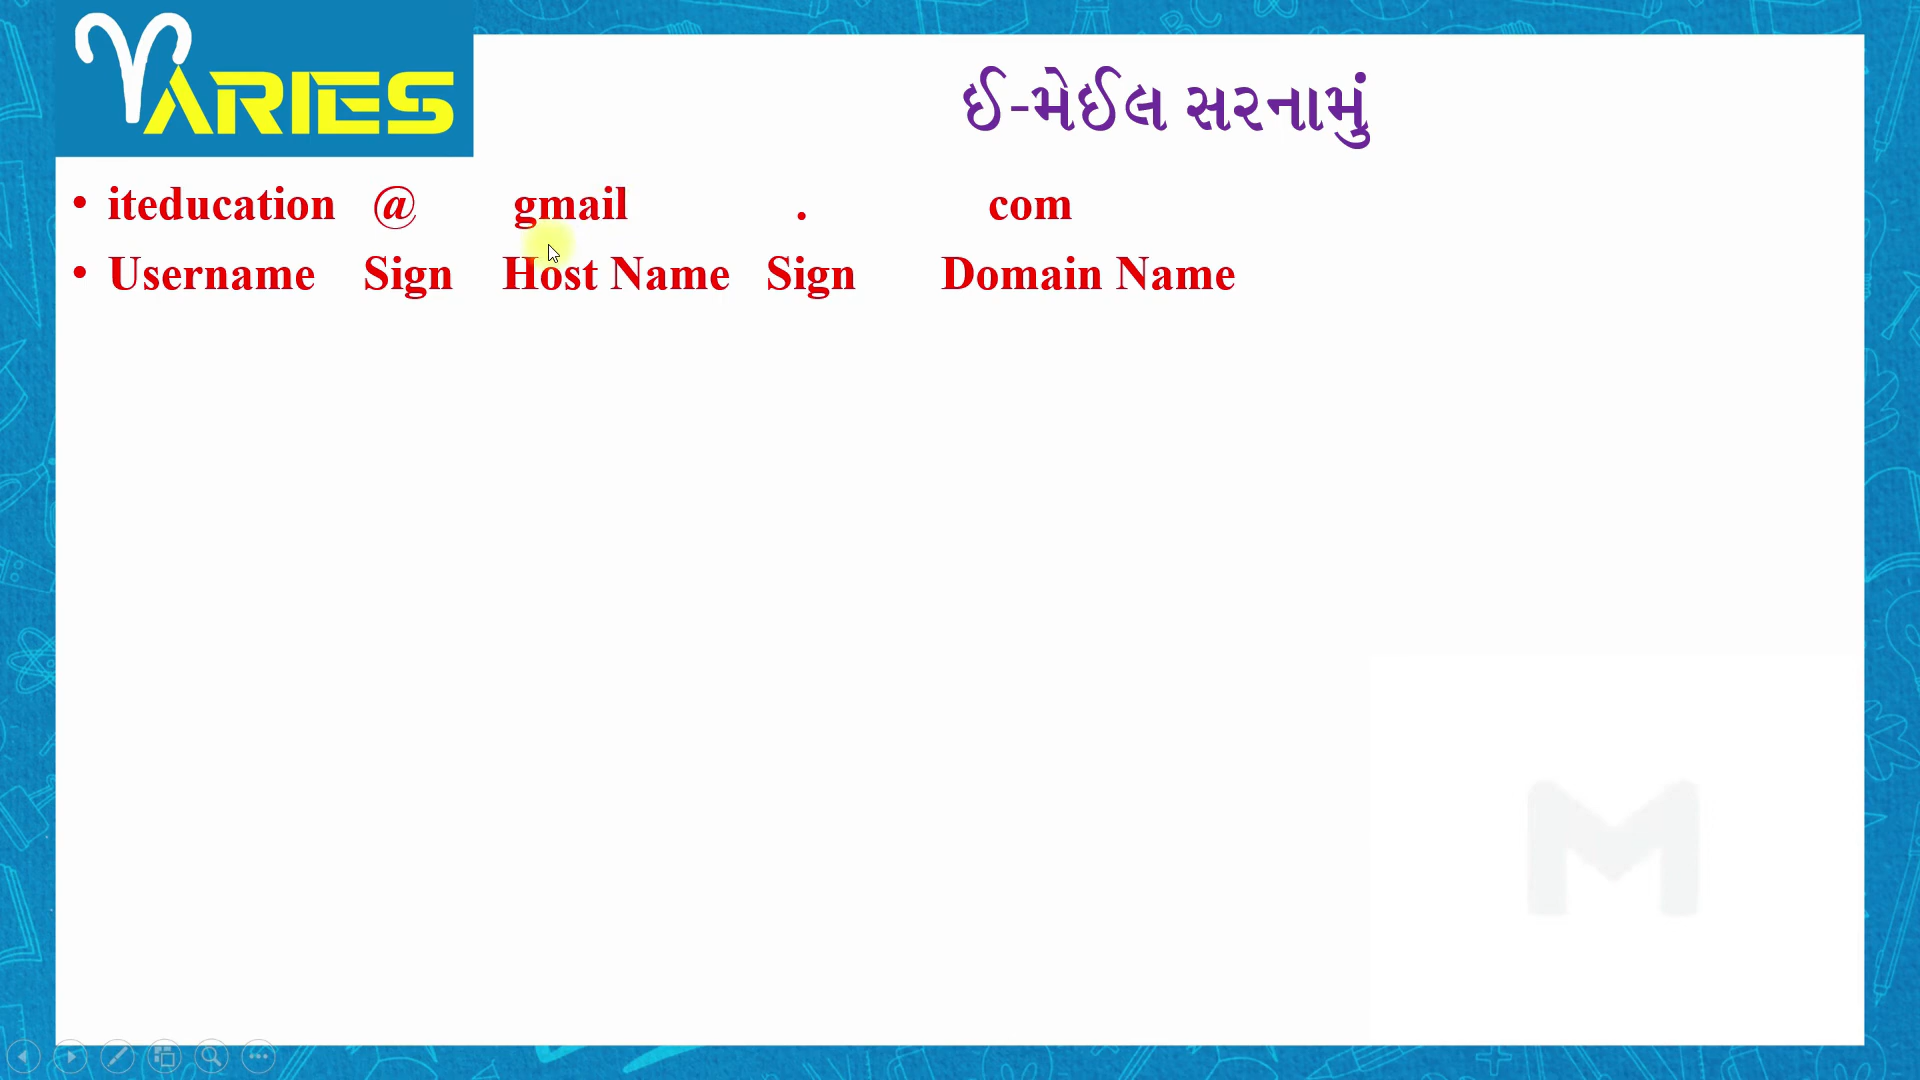 ARIES
ઈ-મેઈલ સરનામું
• iteducation @ gmail . com
• Username Sign Host Name Sign Domain Name
M